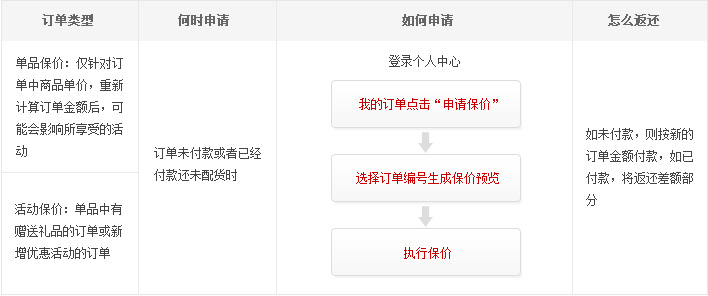 订单类型
何时申请
如何申请
怎么返还
单品保价：仅针对订
单中商品单价，重新
计算订单金额后，可
能会影响所享受的活
动
活动保价：单品中有
赠送礼品的订单或新
增优惠活动的订单
订单未付款或者已经
付款还未配货时
登录个人中心
我的订单点击“申请保价”
选择订单编号生成保价预览
执行保价
如未付款，则按新的
订单金额付款，如已
付款，将返还差额部
分